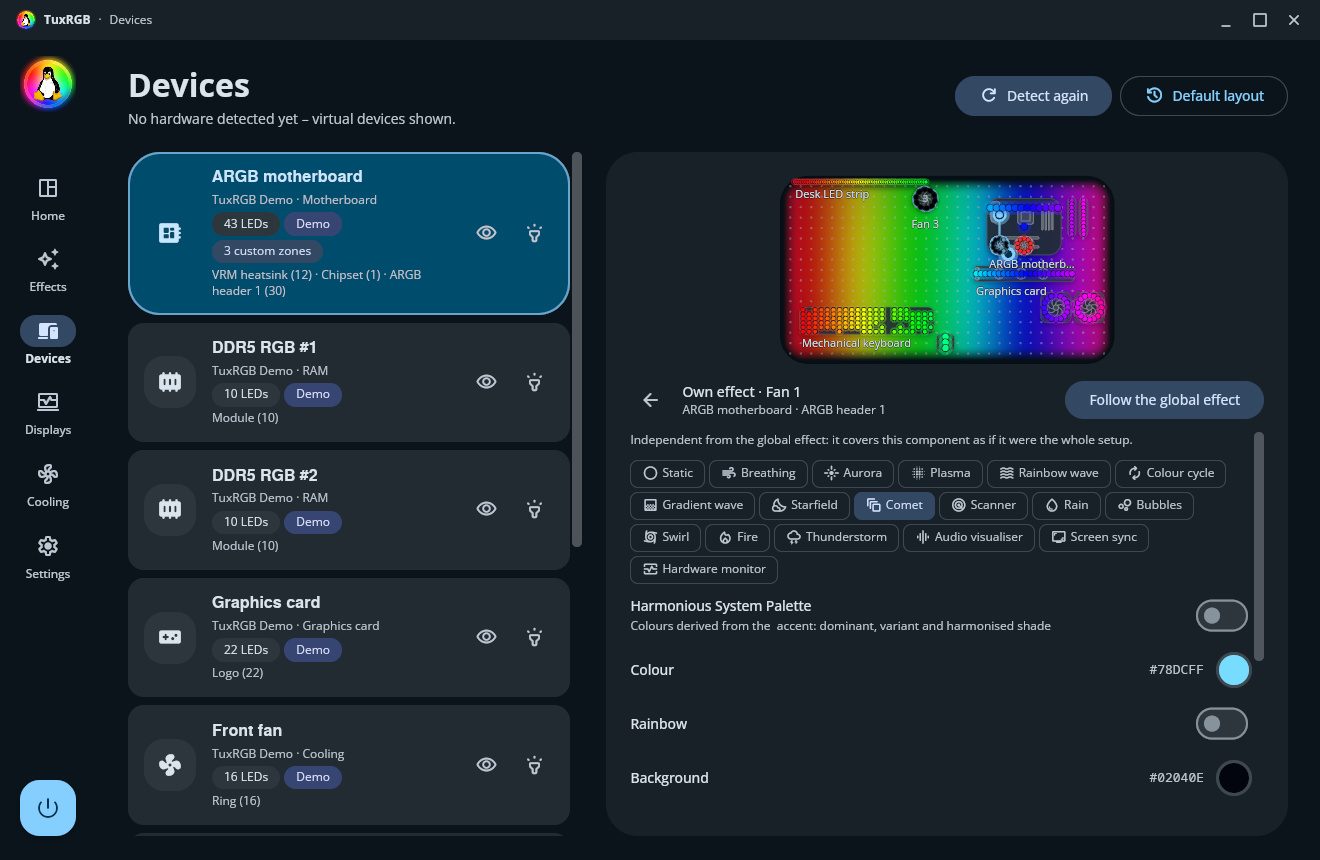 TuxRGB · Devices
Devices
No hardware detected yet – virtual devices shown.
Detect again
Default layout
Home
Effects
Devices
Displays
Cooling
Settings
ARGB motherboard
TuxRGB Demo · Motherboard
43 LEDs
Demo
3 custom zones
VRM heatsink (12) · Chipset (1) · ARGB
header 1 (30)
DDR5 RGB #1
TuxRGB Demo · RAM
10 LEDs
Demo
Module (10)
DDR5 RGB #2
TuxRGB Demo · RAM
10 LEDs
Demo
Module (10)
Graphics card
TuxRGB Demo · Graphics card
22 LEDs
Demo
Logo (22)
Front fan
TuxRGB Demo · Cooling
16 LEDs
Demo
Ring (16)
Desk LED strip
Fan 3
ARGB motherb...
Graphics card
Mechanical keyboard
Own effect · Fan 1
ARGB motherboard · ARGB header 1
Follow the global effect
Independent from the global effect: it covers this component as if it were the whole setup.
Static
Breathing
Aurora
Plasma
Rainbow wave
Colour cycle
Gradient wave
Starfield
Comet
Scanner
Rain
Bubbles
Swirl
Fire
Thunderstorm
Audio visualiser
Screen sync
Hardware monitor
Harmonious System Palette
Colours derived from the  accent: dominant, variant and harmonised shade
Colour
#78DCFF
Rainbow
Background
#02040E